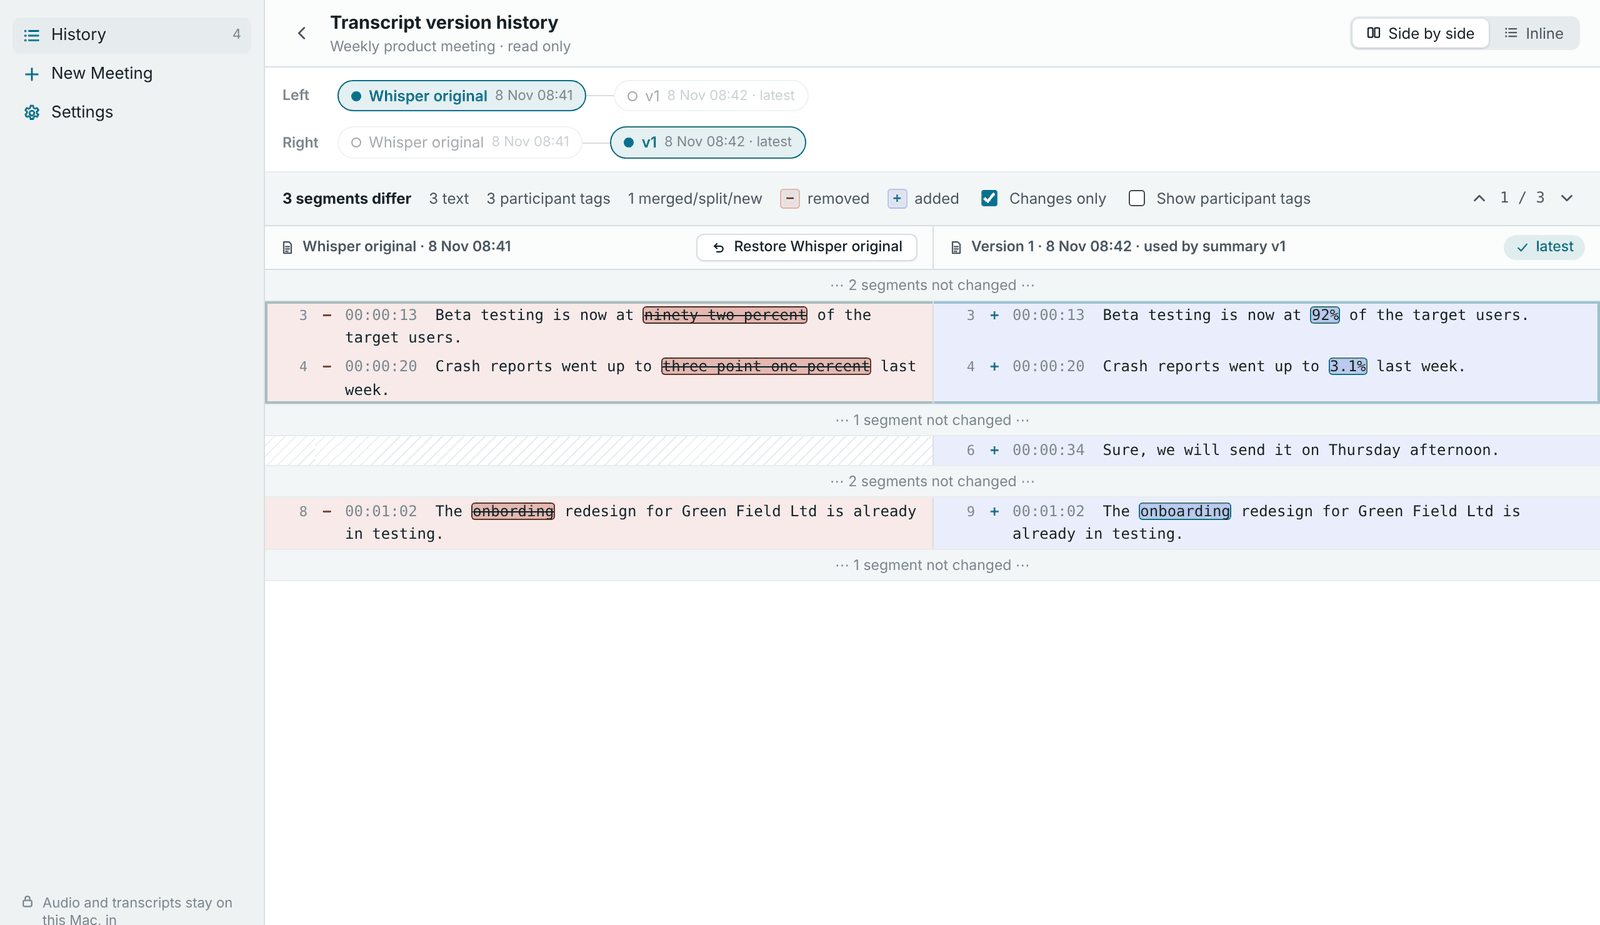 History 4
New Meeting
Settings
Audio and transcripts stay on
this Mac, in
Transcript version history
Weekly product meeting · read only
Side by side Inline
Left Whisper original 8 Nov 08:41 v1 8 Nov 08:42 · latest
Right Whisper original 8 Nov 08:41 v1 8 Nov 08:42 · latest
3 segments differ 3 text 3 participant tags 1 merged/split/new − removed + added Changes only Show participant tags 1 / 3
Whisper original · 8 Nov 08:41 Restore Whisper original Version 1 · 8 Nov 08:42 · used by summary v1 latest
··· 2 segments not changed ···
3 − 00:00:13 Beta testing is now at ninety two percent of the
target users.
3 + 00:00:13 Beta testing is now at 92% of the target users.
4 − 00:00:20 Crash reports went up to three point one percent last
week.
4 + 00:00:20 Crash reports went up to 3.1% last week.
··· 1 segment not changed ···
6 + 00:00:34 Sure, we will send it on Thursday afternoon.
··· 2 segments not changed ···
8 − 00:01:02 The onbording redesign for Green Field Ltd is already
in testing.
9 + 00:01:02 The onboarding redesign for Green Field Ltd is
already in testing.
··· 1 segment not changed ···